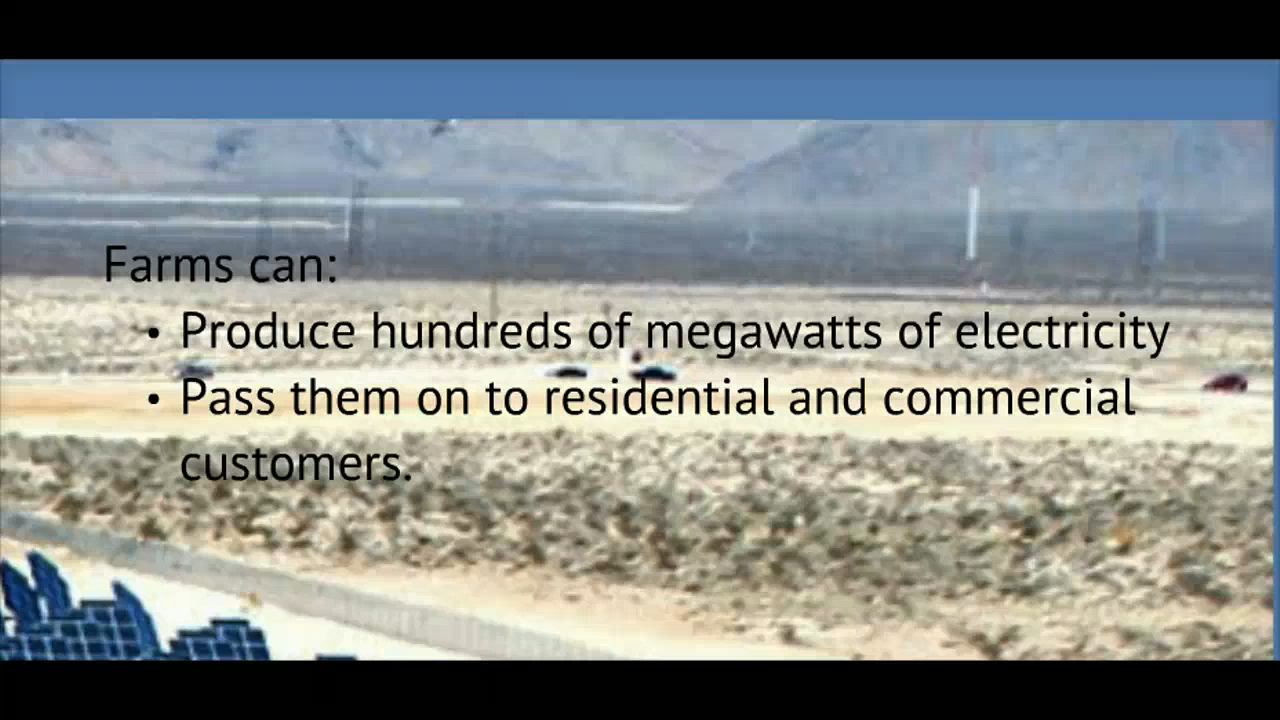 Farms can:
• Produce hundreds of megawatts of electricity
• Pass them on to residential and commercial
customers.